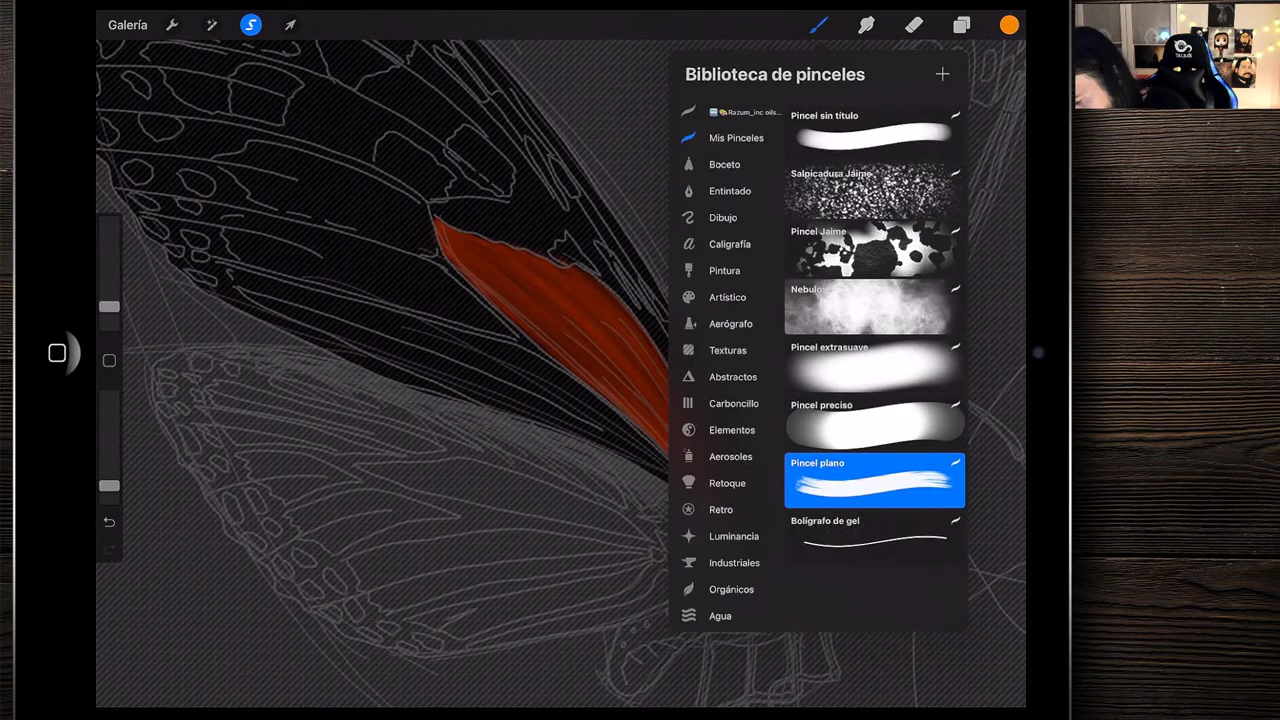 Galería
Biblioteca de pinceles
Razum_inc oils...
Mis Pinceles
Boceto
Entintado
Dibujo
Caligrafía
Pintura
Artístico
Aerógrafo
Texturas
Abstractos
Carboncillo
Elementos
Aerosoles
Retoque
Retro
Luminancia
Industriales
Orgánicos
Agua
Pincel sin título
Salpicadura Jaime
Pincel Jaime
Pincel extrasuave
Pincel preciso
Pincel plano
Bolígrafo de gel